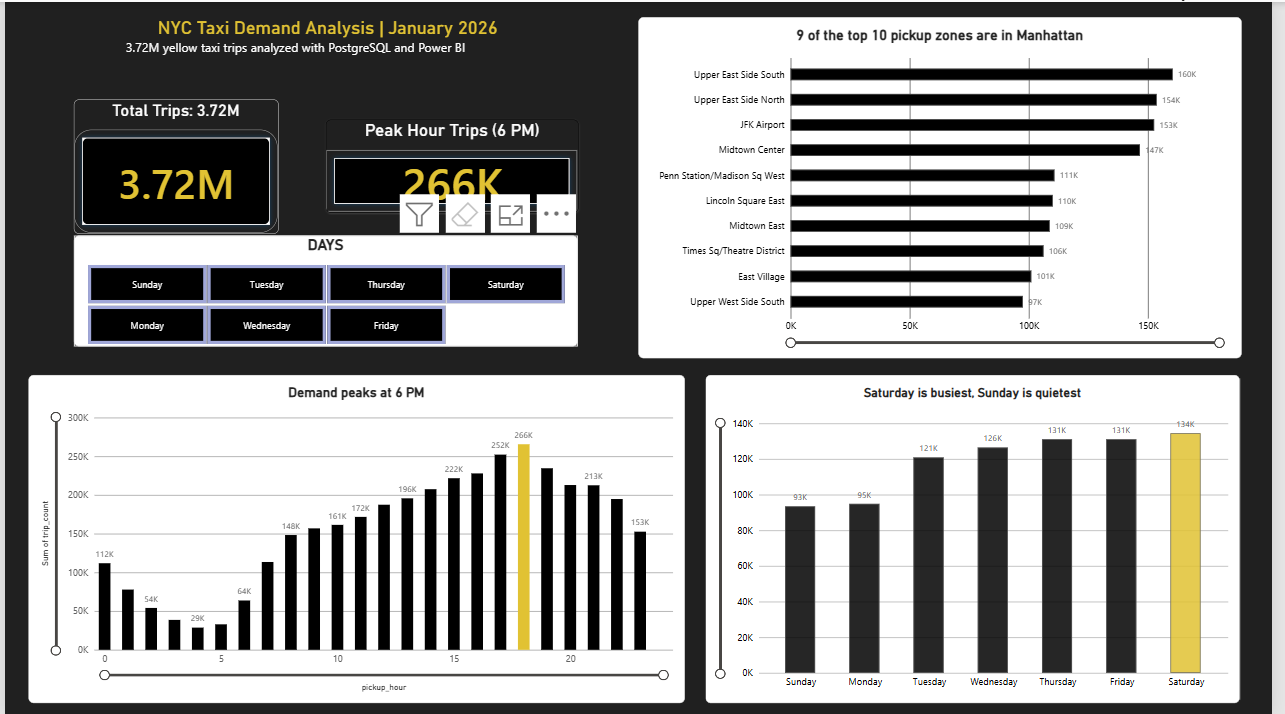 NYC Taxi Demand Analysis | January 2026
3.72M yellow taxi trips analyzed with PostgreSQL and Power BI
Total Trips: 3.72M
3.72M
Peak Hour Trips (6 PM)
266K
DAYS
Sunday
Tuesday
Thursday
Saturday
Monday
Wednesday
Friday
9 of the top 10 pickup zones are in Manhattan
Upper East Side South 160K
Upper East Side North 154K
JFK Airport 153K
Midtown Center 147K
Penn Station/Madison Sq West 111K
Lincoln Square East 110K
Midtown East 109K
Times Sq/Theatre District 106K
East Village 101K
Upper West Side South 97K
0K 50K 100K 150K
Demand peaks at 6 PM
Sum of trip_count
300K
250K
200K
150K
100K
50K
0K
112K 54K 29K 64K 148K 161K 172K 196K 222K 252K 266K 213K 153K
0 5 10 15 20
pickup_hour
Saturday is busiest, Sunday is quietest
140K
120K
100K
80K
60K
40K
20K
0K
93K 95K 121K 126K 131K 131K 134K
Sunday Monday Tuesday Wednesday Thursday Friday Saturday